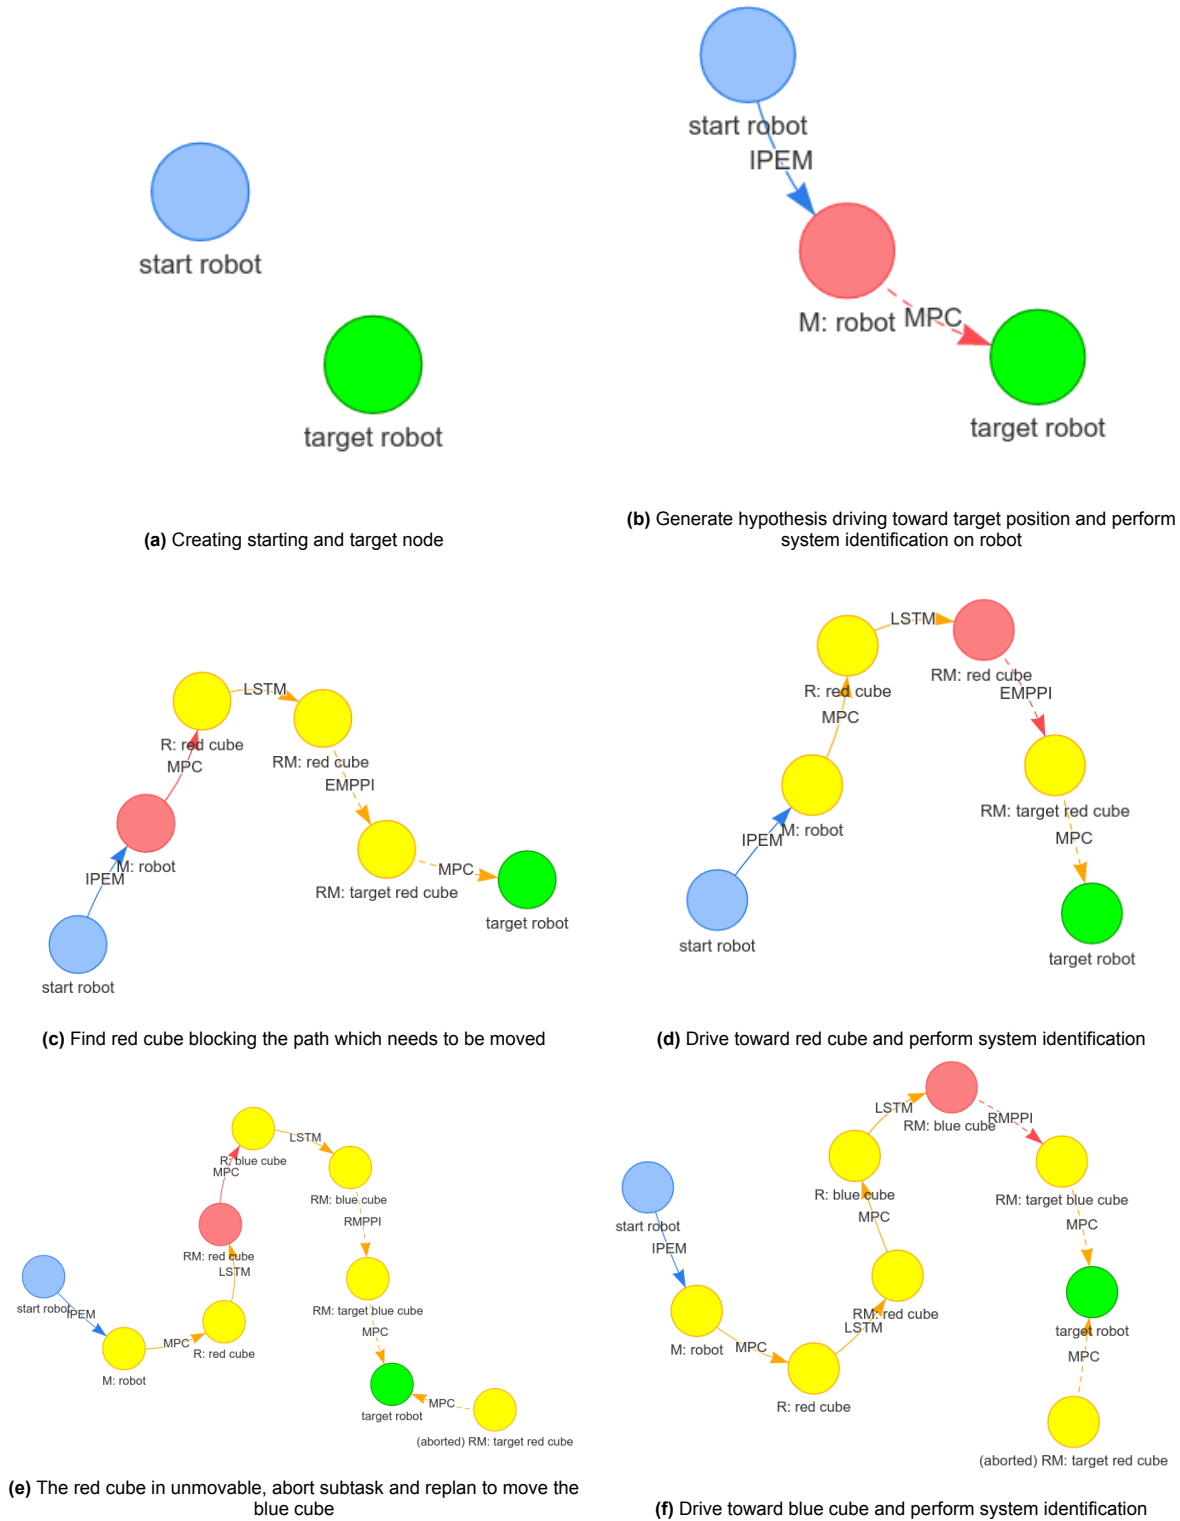 start robot
target robot
(a) Creating starting and target node
start robot
IPEM
M: robot
MPC
target robot
(b) Generate hypothesis driving toward target position and perform
system identification on robot
LSTM
R: red cube
MPC
RM: red cube
EMPPI
M: robot
IPEM
RM: target red cube
MPC
target robot
start robot
(c) Find red cube blocking the path which needs to be moved
LSTM
R: red cube
RM: red cube
EMPPI
MPC
RM: target red cube
M: robot
IPEM
MPC
start robot
target robot
(d) Drive toward red cube and perform system identification
LSTM
R: blue cube
MPC
RM: blue cube
RMPPI
RM: red cube
LSTM
start robot
IPEM
RM: target blue cube
MPC
MPC
R: red cube
M: robot
target robot
MPC
(aborted) RM: target red cube
(e) The red cube in unmovable, abort subtask and replan to move the
blue cube
LSTM
RM: blue cube
RMPPI
R: blue cube
RM: target blue cube
MPC
MPC
start robot
IPEM
RM: red cube
LSTM
M: robot
MPC
R: red cube
target robot
MPC
(aborted) RM: target red cube
(f) Drive toward blue cube and perform system identification